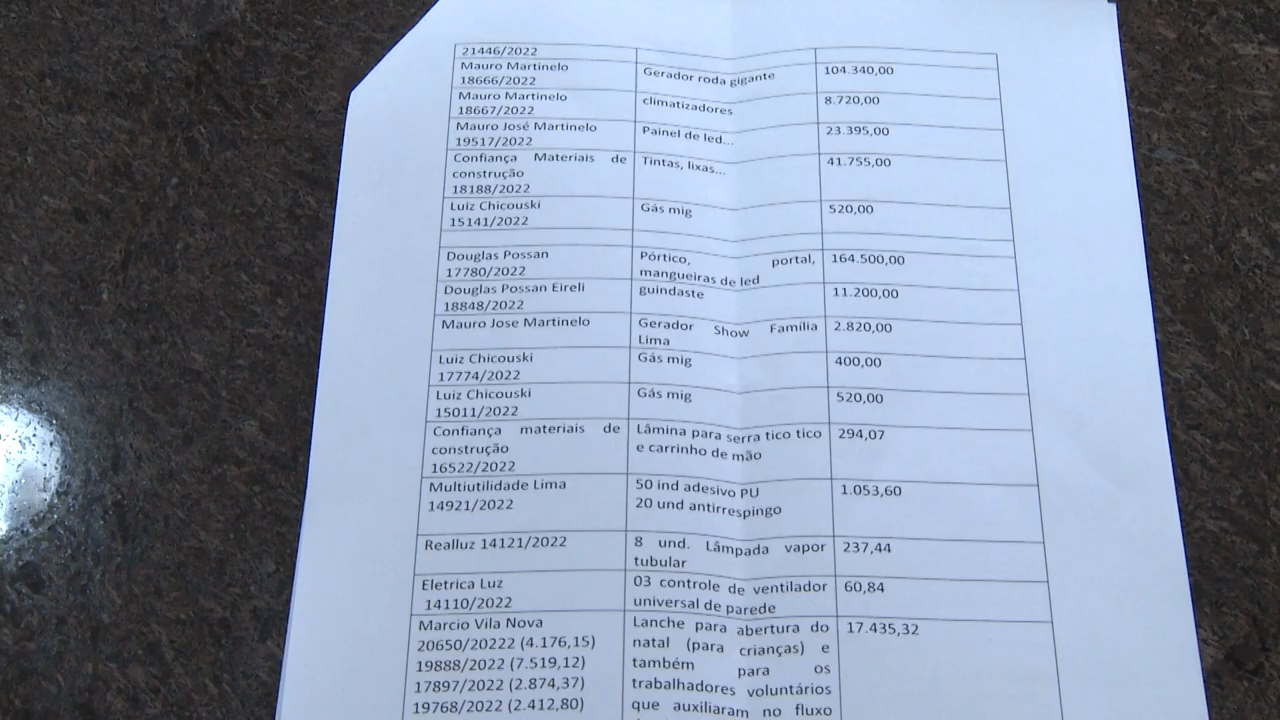 21446/2022
Mauro Martinelo
18666/2022
Gerador roda gigante
104.340,00
Mauro Martinelo
18667/2022
climatizadores
8.720,00
Mauro José Martinelo
19517/2022
Painel de led...
23.395,00
Confiança Materiais de
construção
18188/2022
Tintas, lixas...
41.755,00
Luiz Chicouski
15141/2022
Gás mig
520,00
Douglas Possan
17780/2022
Pórtico, portal,
mangueiras de led
164.500,00
Douglas Possan Eireli
18848/2022
guindaste
11.200,00
Mauro Jose Martinelo
Gerador Show Família
Lima
2.820,00
Luiz Chicouski
17774/2022
Gás mig
400,00
Luiz Chicouski
15011/2022
Gás mig
520,00
Confiança materiais de
construção
16522/2022
Lâmina para serra tico tico
e carrinho de mão
294,07
Multiutilidade Lima
14921/2022
50 ind adesivo PU
20 und antirrespingo
1.053,60
Realluz 14121/2022
8 und. Lâmpada vapor
tubular
237,44
Eletrica Luz
14110/2022
03 controle de ventilador
universal de parede
60,84
Marcio Vila Nova
20650/20222 (4.176,15)
19888/2022 (7.519,12)
17897/2022 (2.874,37)
19768/2022 (2.412,80)
Lanche para abertura do
natal (para crianças) e
também para os
trabalhadores voluntários
que auxiliaram no fluxo
17.435,32